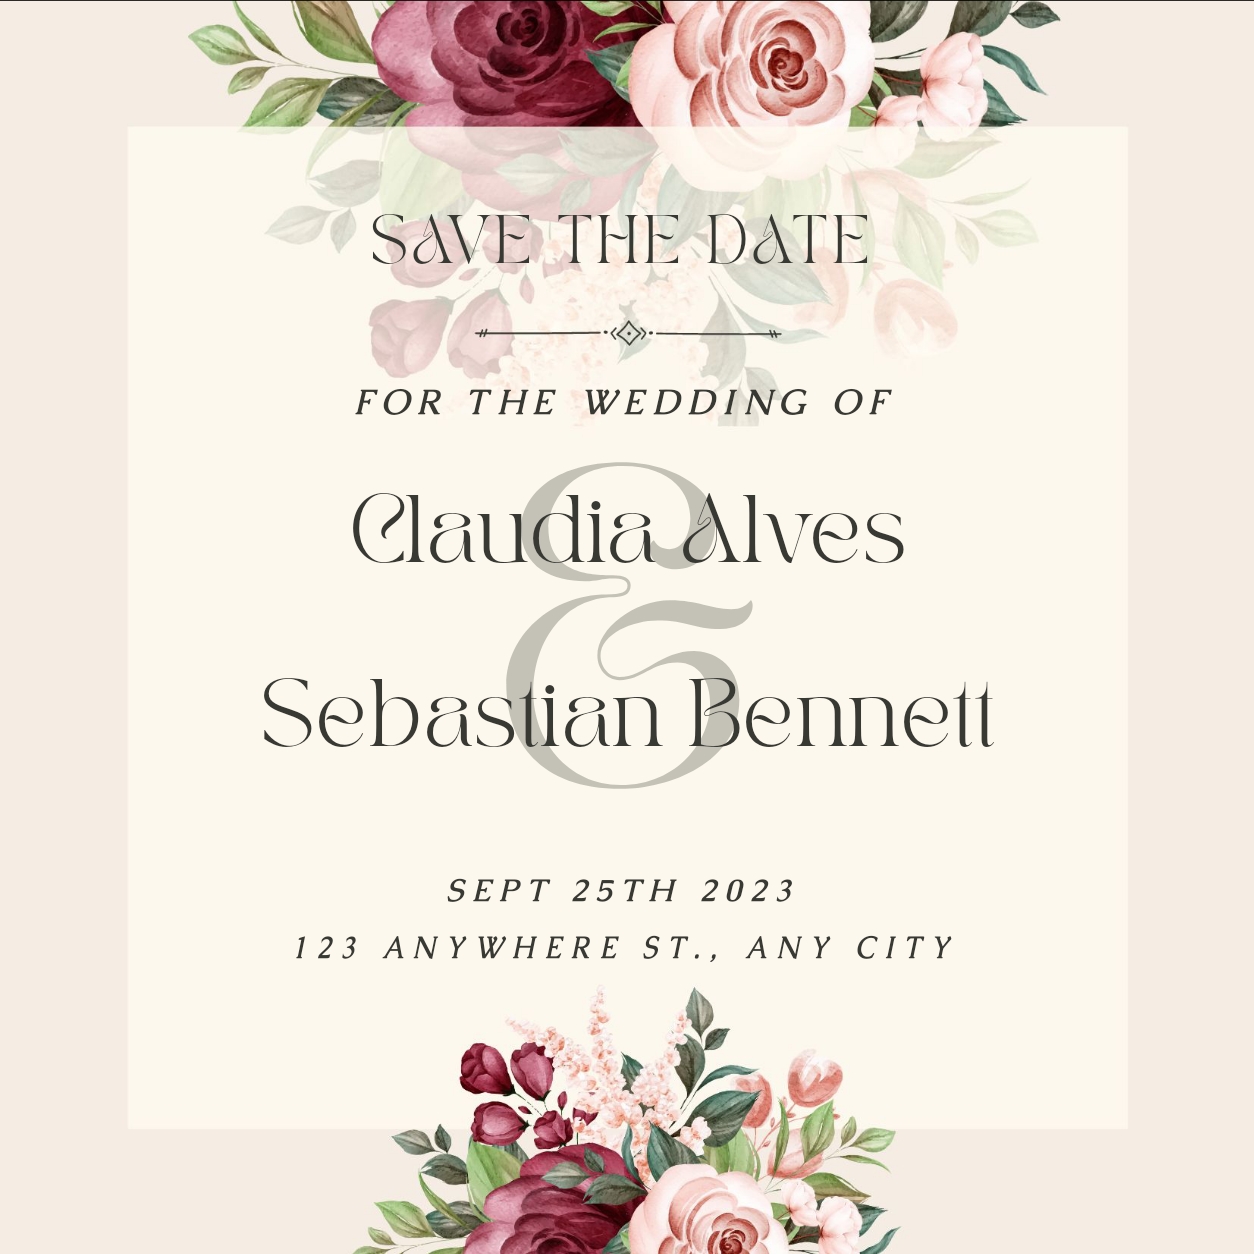 SAVE THE DATE
FOR THE WEDDING OF
Claudia Alves
&
Sebastian Bennett
SEPT 25TH 2023
123 ANYWHERE ST., ANY CITY